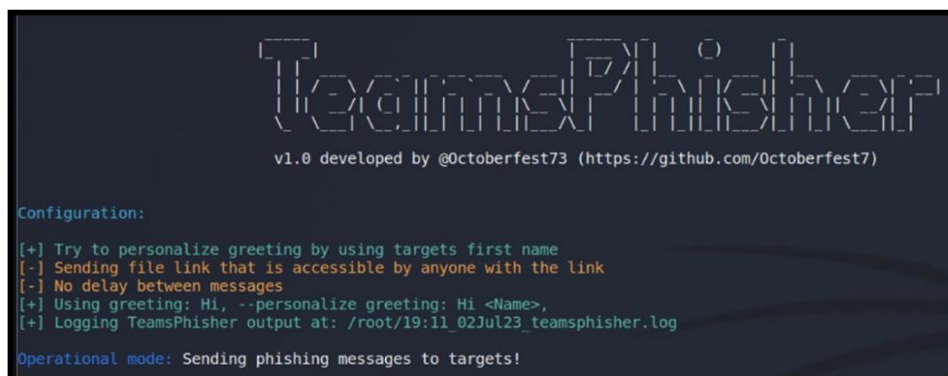 TeamsPhisher
v1.0 developed by @Octoberfest73 (https://github.com/Octoberfest7)
Configuration:
[+] Try to personalize greeting by using targets first name
[-] Sending file link that is accessible by anyone with the link
[-] No delay between messages
[+] Using greeting: Hi, --personalize greeting: Hi <Name>,
[+] Logging TeamsPhisher output at: /root/19:11_02Jul23_teamsphisher.log
Operational mode: Sending phishing messages to targets!